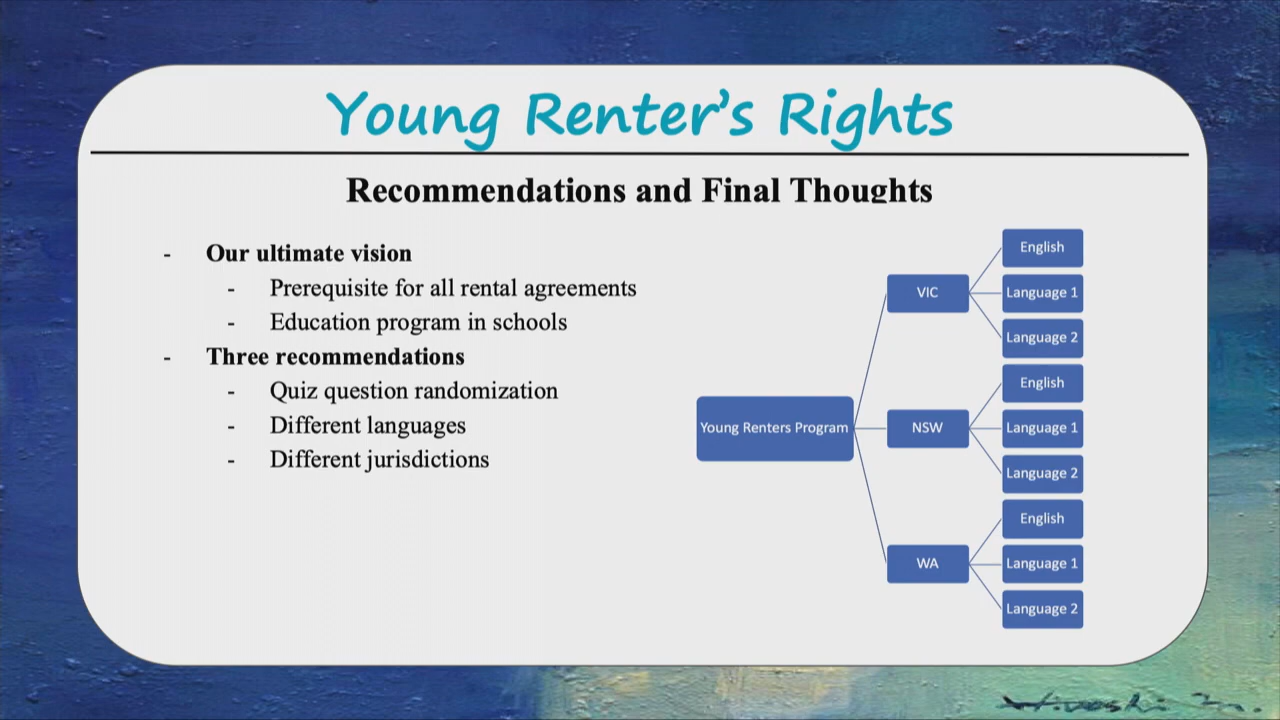 Young Renter's Rights
Recommendations and Final Thoughts
- Our ultimate vision
- Prerequisite for all rental agreements
- Education program in schools
- Three recommendations
- Quiz question randomization
- Different languages
- Different jurisdictions
Young Renters Program
VIC
English
Language 1
Language 2
NSW
English
Language 1
Language 2
WA
English
Language 1
Language 2